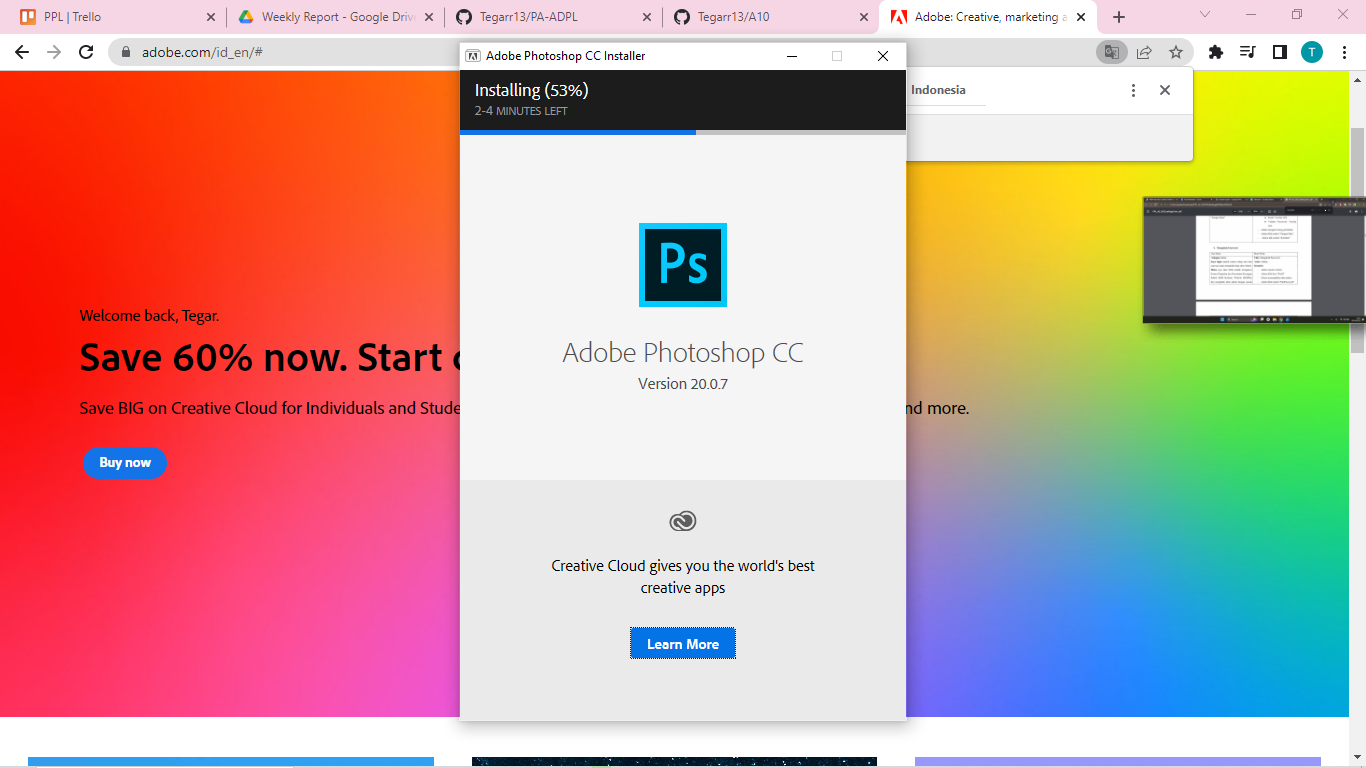 PPL | Trello
Weekly Report - Google Driv
Tegarr13/PA-ADPL
Tegarr13/A10
Adobe: Creative, marketing a
adobe.com/id_en/#
T
Adobe Photoshop CC Installer
Installing (53%)
2-4 MINUTES LEFT
Indonesia
Ps
Adobe Photoshop CC
Version 20.0.7
Welcome back, Tegar.
Save 60% now. Start
Save BIG on Creative Cloud for Individuals and Stude
nd more.
Buy now
Creative Cloud gives you the world's best
creative apps
Learn More